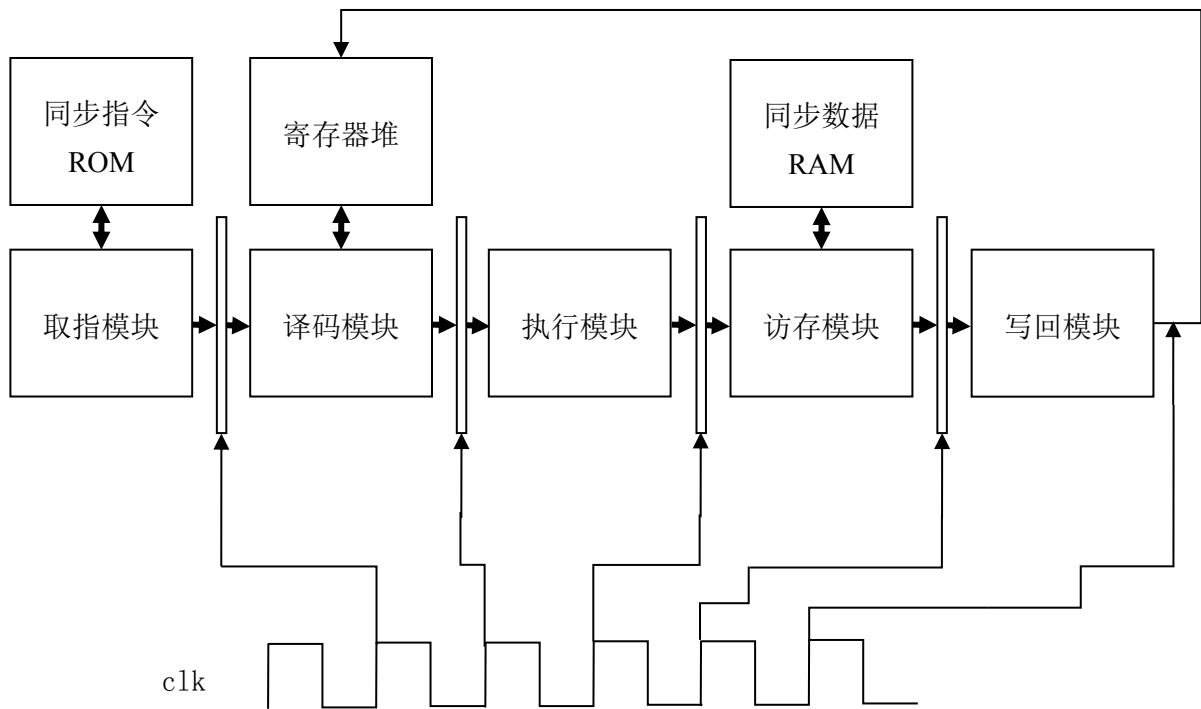 同步指令
ROM
寄存器堆
同步数据
RAM
取指模块
译码模块
执行模块
访存模块
写回模块
clk